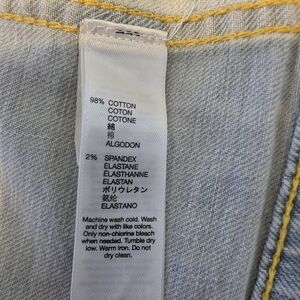 98% COTTON
COTON
COTONE
綿
棉
ALGODON
2% SPANDEX
ELASTANE
ÉLASTHANNE
ELASTAN
ポリウレタン
氨纶
ELASTANO
Machine wash cold. Wash
and dry with like colors.
Only non-chlorine bleach
when needed. Tumble dry
low. Warm iron. Do not
dry clean.